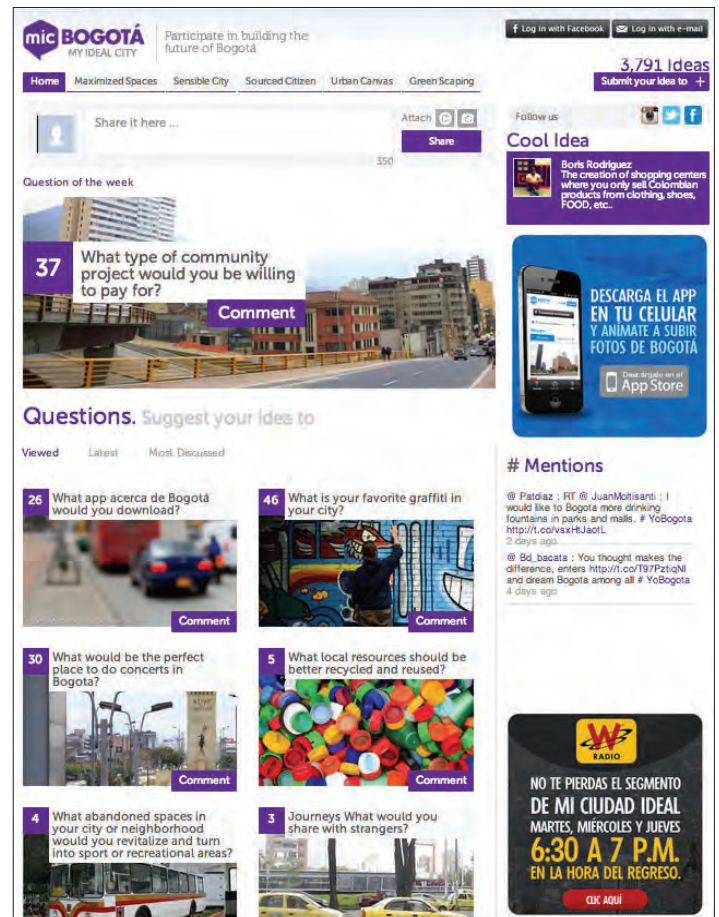 mic BOGOTÁ
MY IDEAL CITY
Participate in building the
future of Bogotá
f Log in with Facebook
Log in with e-mail
3,791 Ideas
Submit your idea to +
Home Maximized Spaces Sensible City Sourced Citizen Urban Canvas Green Scaping
Share it here ...
Attach
Share
350
Follow us
Cool Idea
Boris Rodriguez
The creation of shopping centers
where you only sell Colombian
products from clothing, shoes,
FOOD, etc..
Question of the week
37
What type of community
project would you be willing
to pay for?
Comment
DESCARGA EL APP
EN TU CELULAR
Y ANÍMATE A SUBIR
FOTOS DE BOGOTÁ
Descárgalo en el
App Store
Questions. Suggest your idea to
Viewed Latest Most Discussed
26
What app acerca de Bogotá
would you download?
Comment
46
What is your favorite graffiti in
your city?
Comment
30
What would be the perfect
place to do concerts in
Bogota?
Comment
5
What local resources should be
better recycled and reused?
Comment
4
What abandoned spaces in
your city or neighborhood
would you revitalize and turn
into sport or recreational areas?
3
Journeys What would you
share with strangers?
# Mentions
@ Patdiaz : RT @ JuanMoltisanti : I
would like to Bogota more drinking
fountains in parks and malls. # YoBogota
http://t.co/vsxHtJaotL
2 days ago
@ Bd_bacata : You thought makes the
difference, enters http://t.co/T97PztiqNl
and dream Bogota among all # YoBogota
4 days ago
W
RADIO
NO TE PIERDAS EL SEGMENTO
DE MI CIUDAD IDEAL
MARTES, MIÉRCOLES Y JUEVES
6:30 A 7 P.M.
EN LA HORA DEL REGRESO.
CLIC AQUÍ